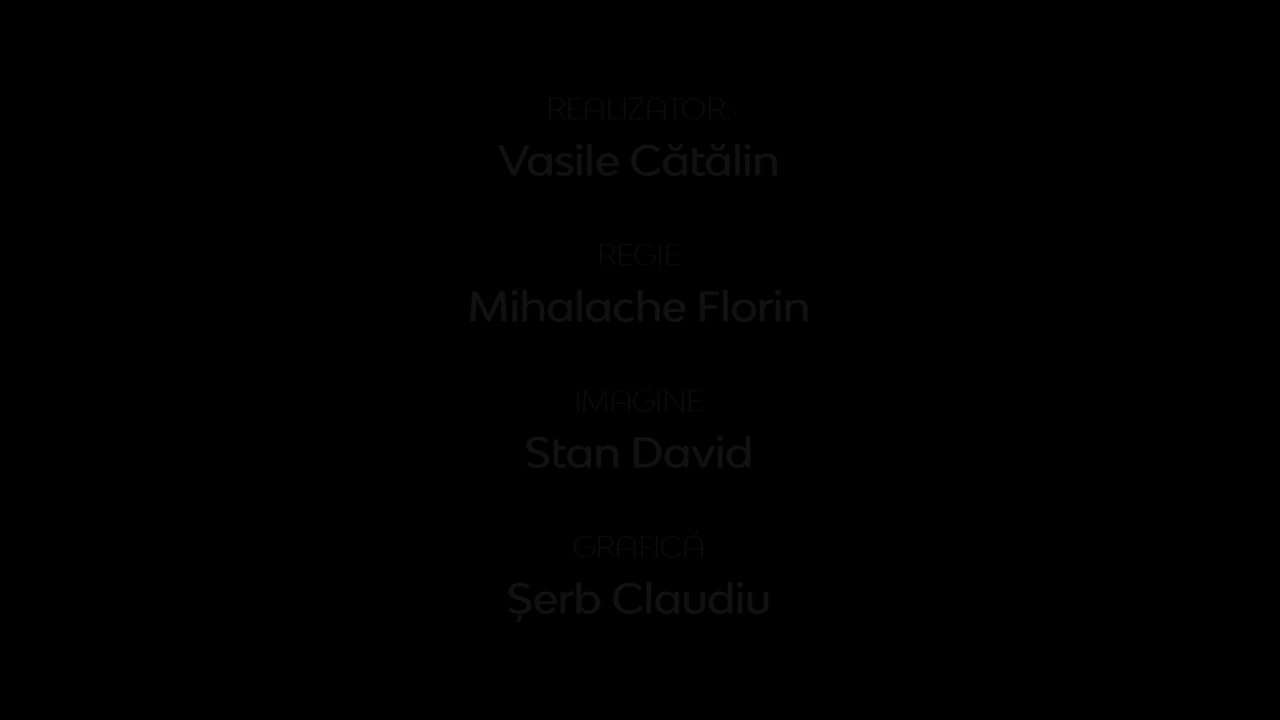 REALIZATOR:
Vasile Cătălin
REGIE
Mihalache Florin
IMAGINE
Stan David
GRAFICĂ
Șerb Claudiu